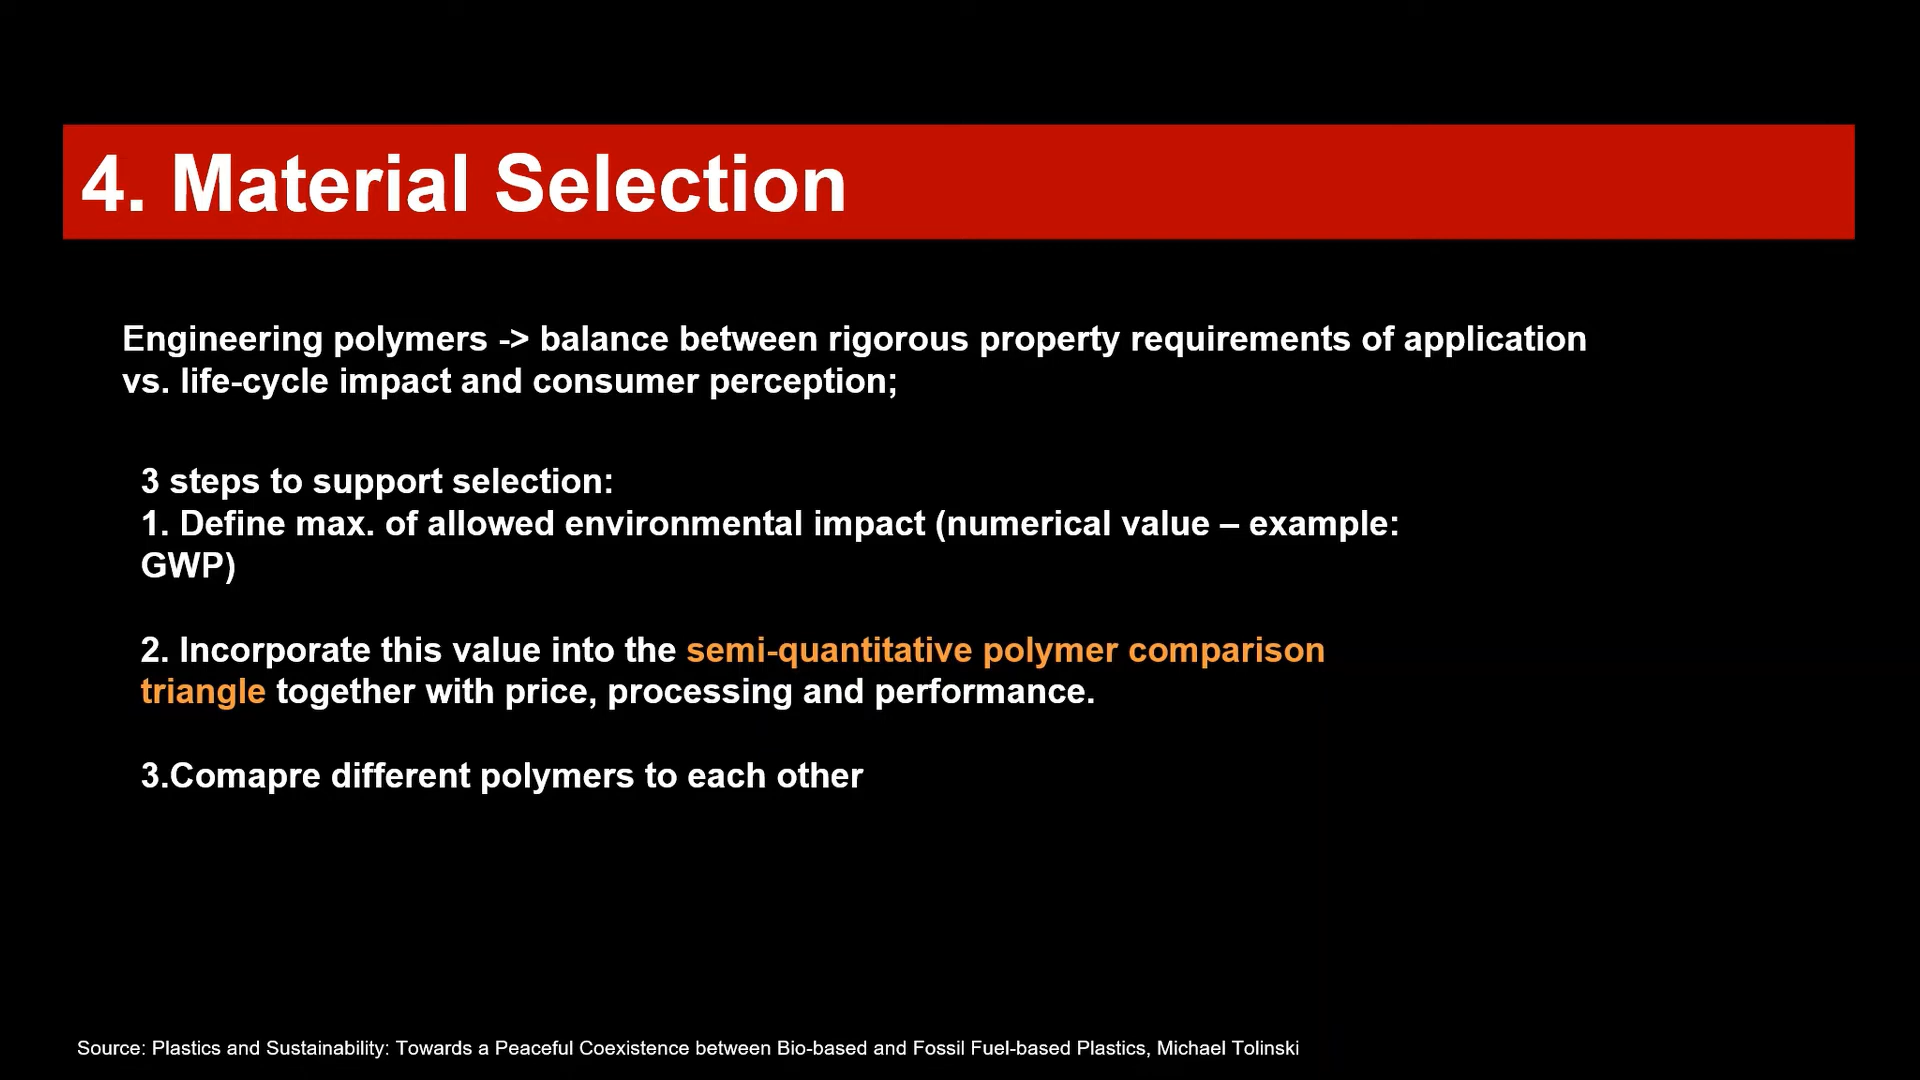 4. Material Selection
Engineering polymers -> balance between rigorous property requirements of application
vs. life-cycle impact and consumer perception;
3 steps to support selection:
1. Define max. of allowed environmental impact (numerical value – example:
GWP)
2. Incorporate this value into the semi-quantitative polymer comparison
triangle together with price, processing and performance.
3.Comapre different polymers to each other
Source: Plastics and Sustainability: Towards a Peaceful Coexistence between Bio-based and Fossil Fuel-based Plastics, Michael Tolinski